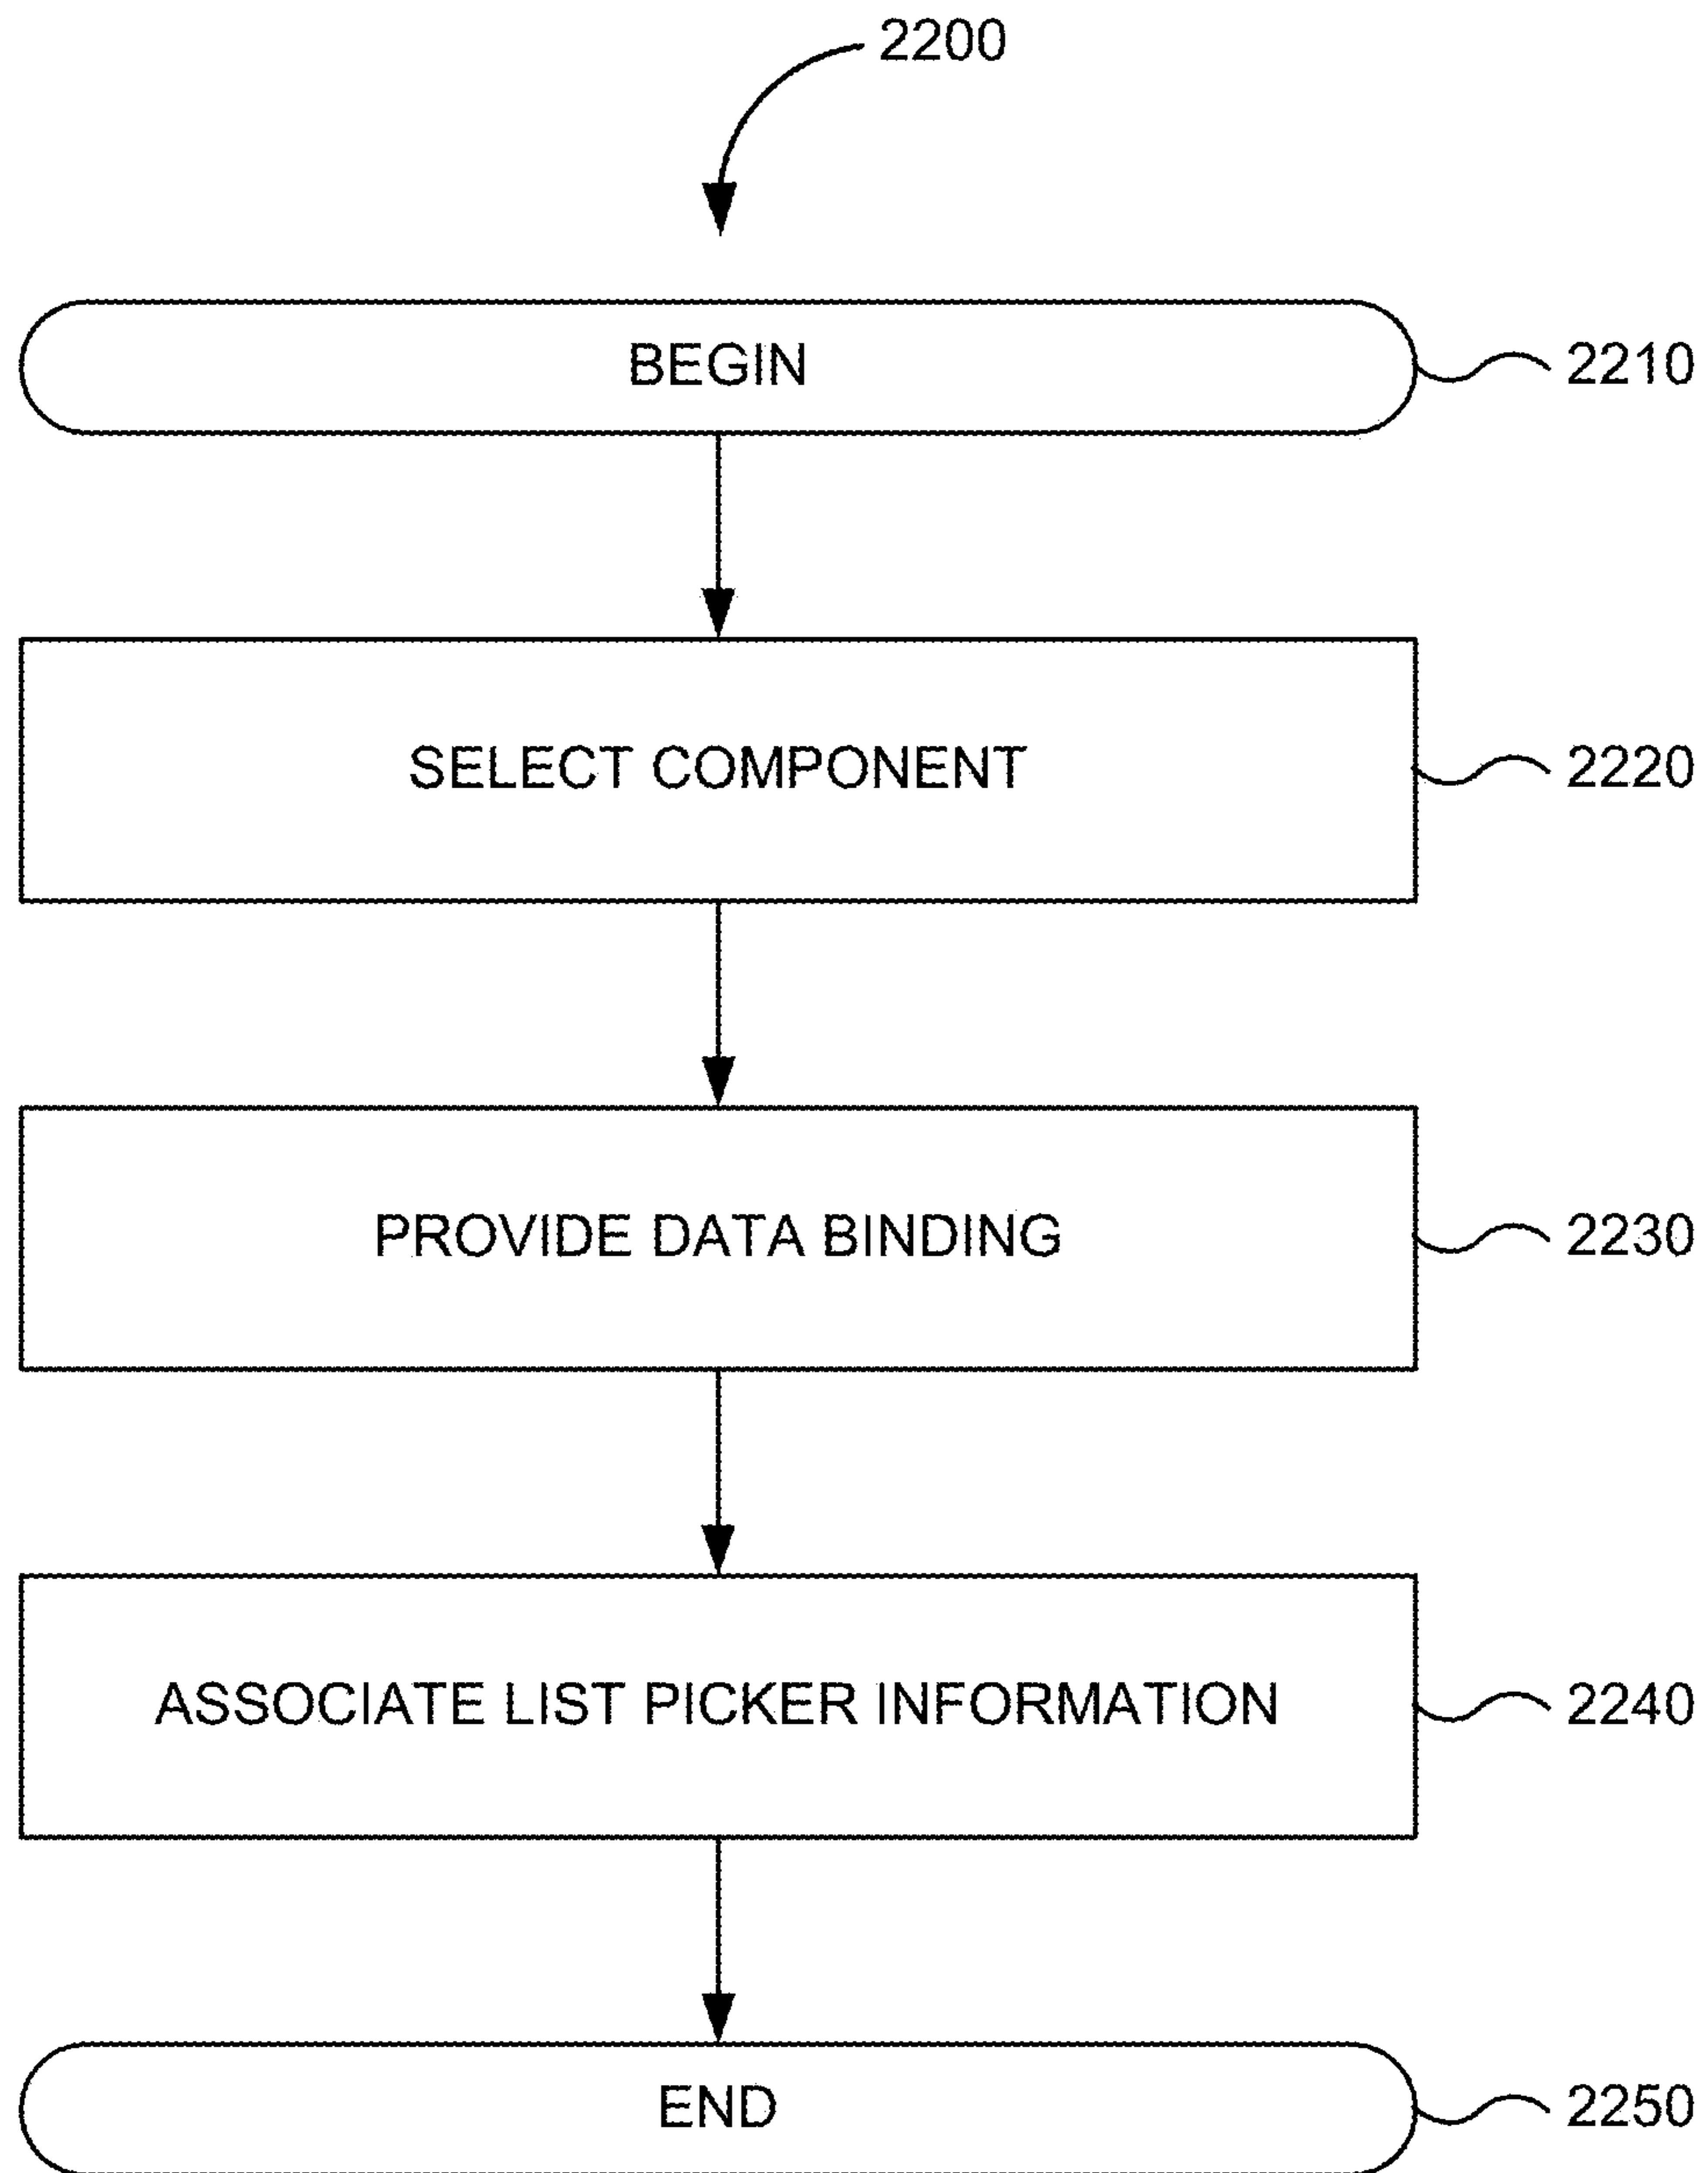 2200
BEGIN
2210
SELECT COMPONENT
2220
PROVIDE DATA BINDING
2230
ASSOCIATE LIST PICKER INFORMATION
2240
END
2250